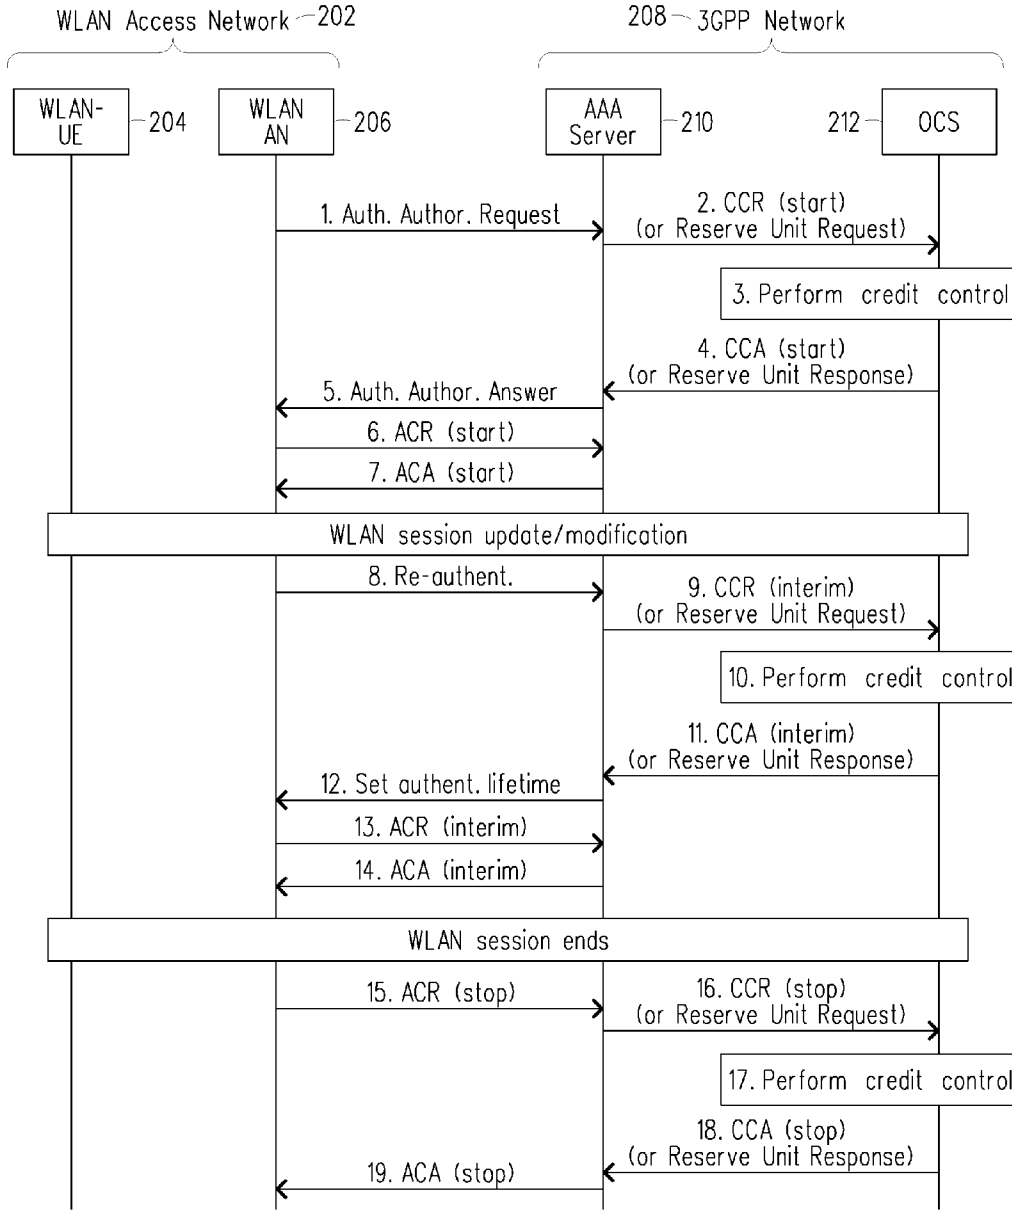 WLAN Access Network 202
208 3GPP Network
WLAN-
UE
204
WLAN
AN
206
AAA
Server
210
212
OCS
1. Auth. Author. Request
2. CCR (start)
(or Reserve Unit Request)
3. Perform credit control
4. CCA (start)
(or Reserve Unit Response)
5. Auth. Author. Answer
6. ACR (start)
7. ACA (start)
WLAN session update/modification
8. Re-authent.
9. CCR (interim)
(or Reserve Unit Request)
10. Perform credit control
11. CCA (interim)
(or Reserve Unit Response)
12. Set authent. lifetime
13. ACR (interim)
14. ACA (interim)
WLAN session ends
15. ACR (stop)
16. CCR (stop)
(or Reserve Unit Request)
17. Perform credit control
18. CCA (stop)
(or Reserve Unit Response)
19. ACA (stop)